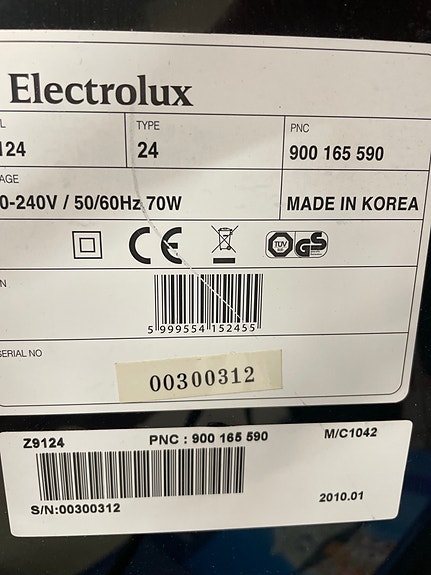 Electrolux
TYPE
PNC
124
24
900 165 590
0-240V / 50/60Hz 70W
MADE IN KOREA
CE
TÜV
GS
5 999554 152455
SERIAL NO
00300312
Z9124
PNC : 900 165 590
M/C1042
S/N:00300312
2010.01